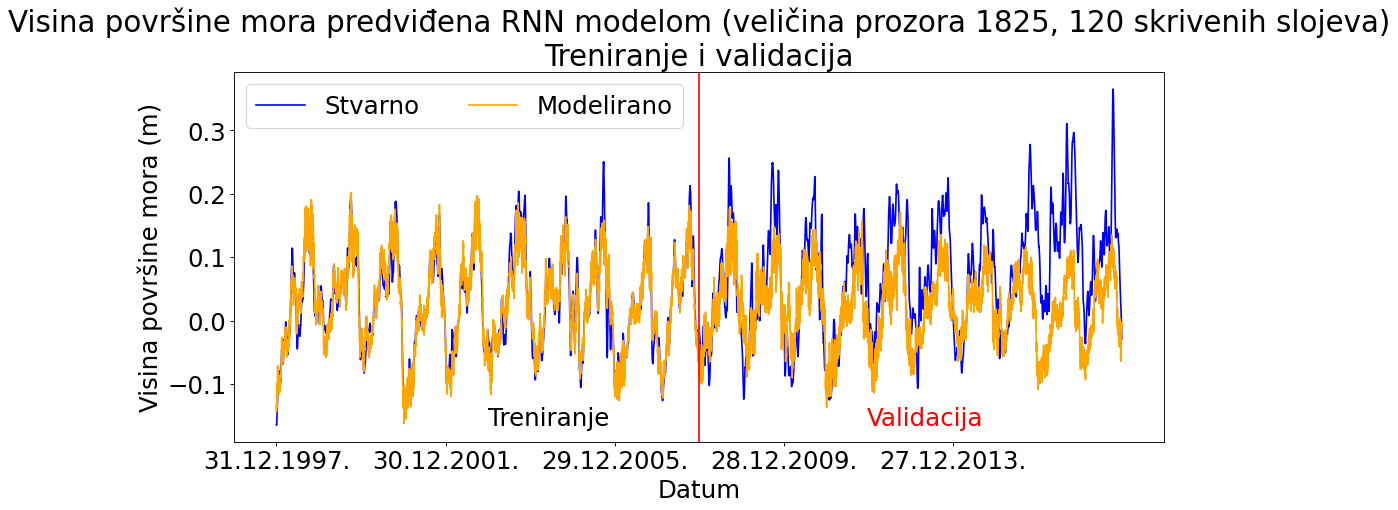 Visina površine mora predviđena RNN modelom (veličina prozora 1825, 120 skrivenih slojeva)
Treniranje i validacija
Stvarno
Modelirano
Visina površine mora (m)
0.3
0.2
0.1
0.0
−0.1
Treniranje
Validacija
31.12.1997.
30.12.2001.
29.12.2005.
28.12.2009.
27.12.2013.
Datum